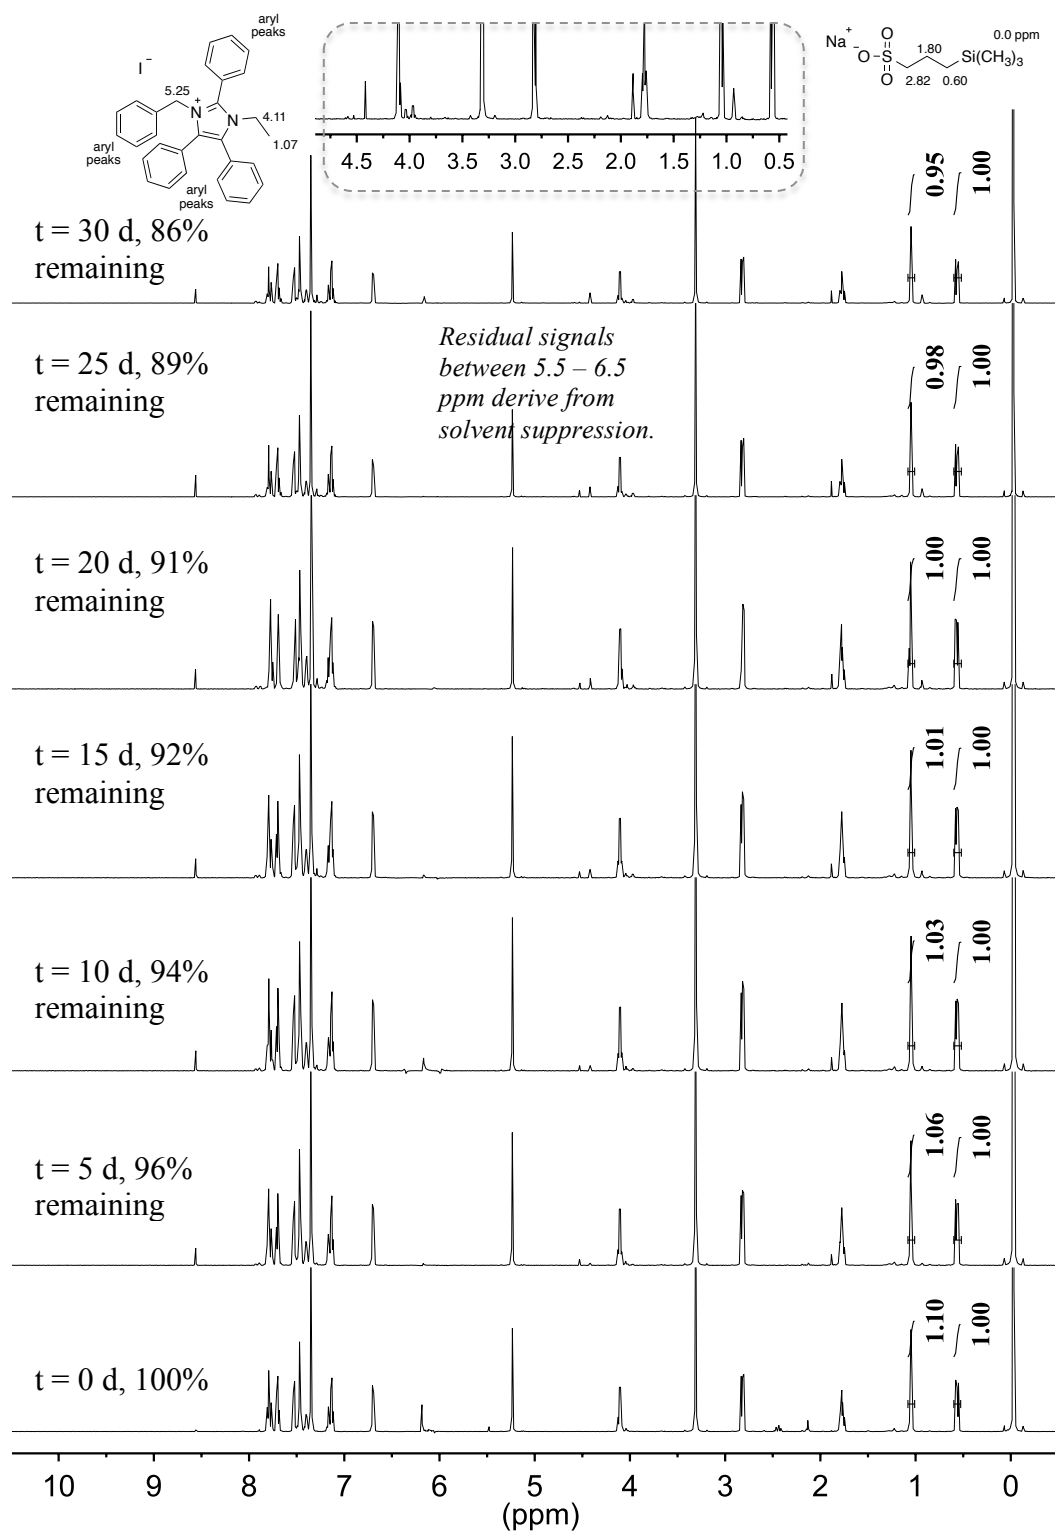 aryl
peaks
I⁻
5.25
N
+
N
4.11
1.07
aryl
peaks
aryl
peaks
4.5 4.0 3.5 3.0 2.5 2.0 1.5 1.0 0.5
Na⁺
⁻O
O
S
O
1.80
2.82
0.60
Si(CH₃)₃
0.0 ppm
t = 30 d, 86%
remaining
0.95
1.00
Residual signals
between 5.5 – 6.5
ppm derive from
solvent suppression.
t = 25 d, 89%
remaining
0.98
1.00
t = 20 d, 91%
remaining
1.00
1.00
t = 15 d, 92%
remaining
1.01
1.00
t = 10 d, 94%
remaining
1.03
1.00
t = 5 d, 96%
remaining
1.06
1.00
t = 0 d, 100%
1.10
1.00
10 9 8 7 6 5 4 3 2 1 0
(ppm)